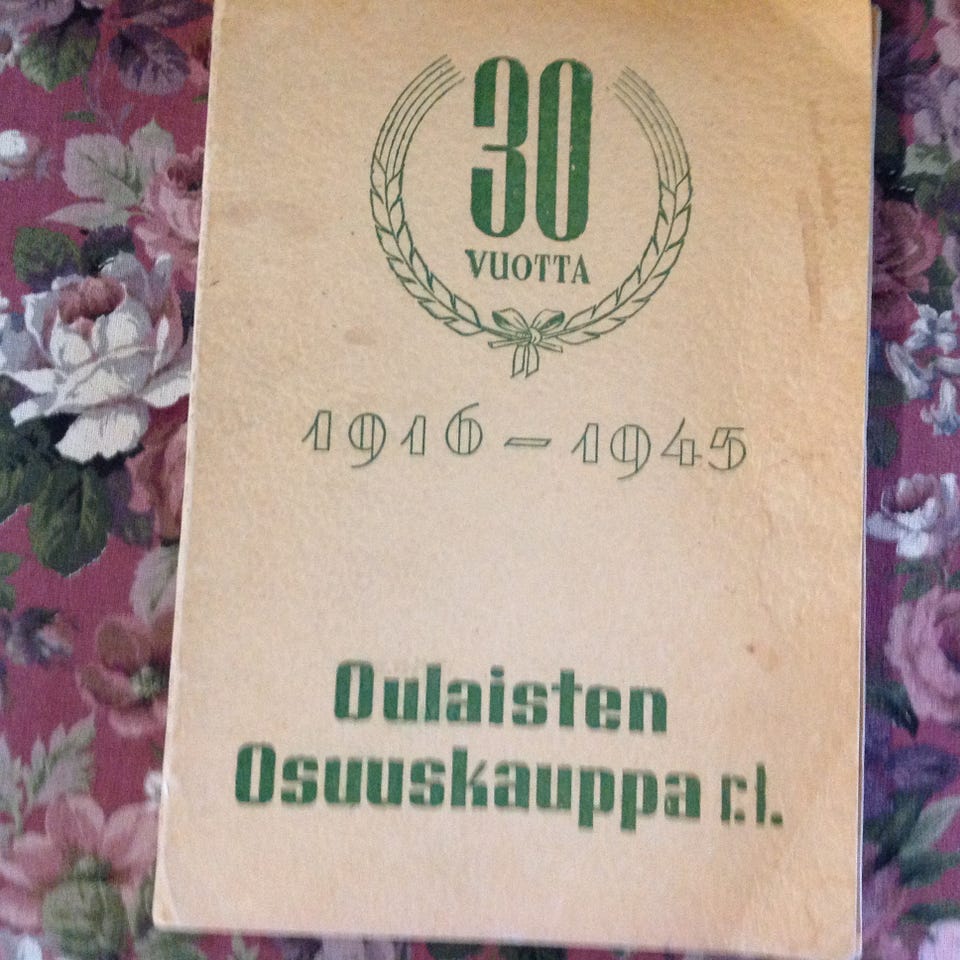 30
VUOTTA
1916 – 1945
Oulaisten
Osuuskauppa r.l.